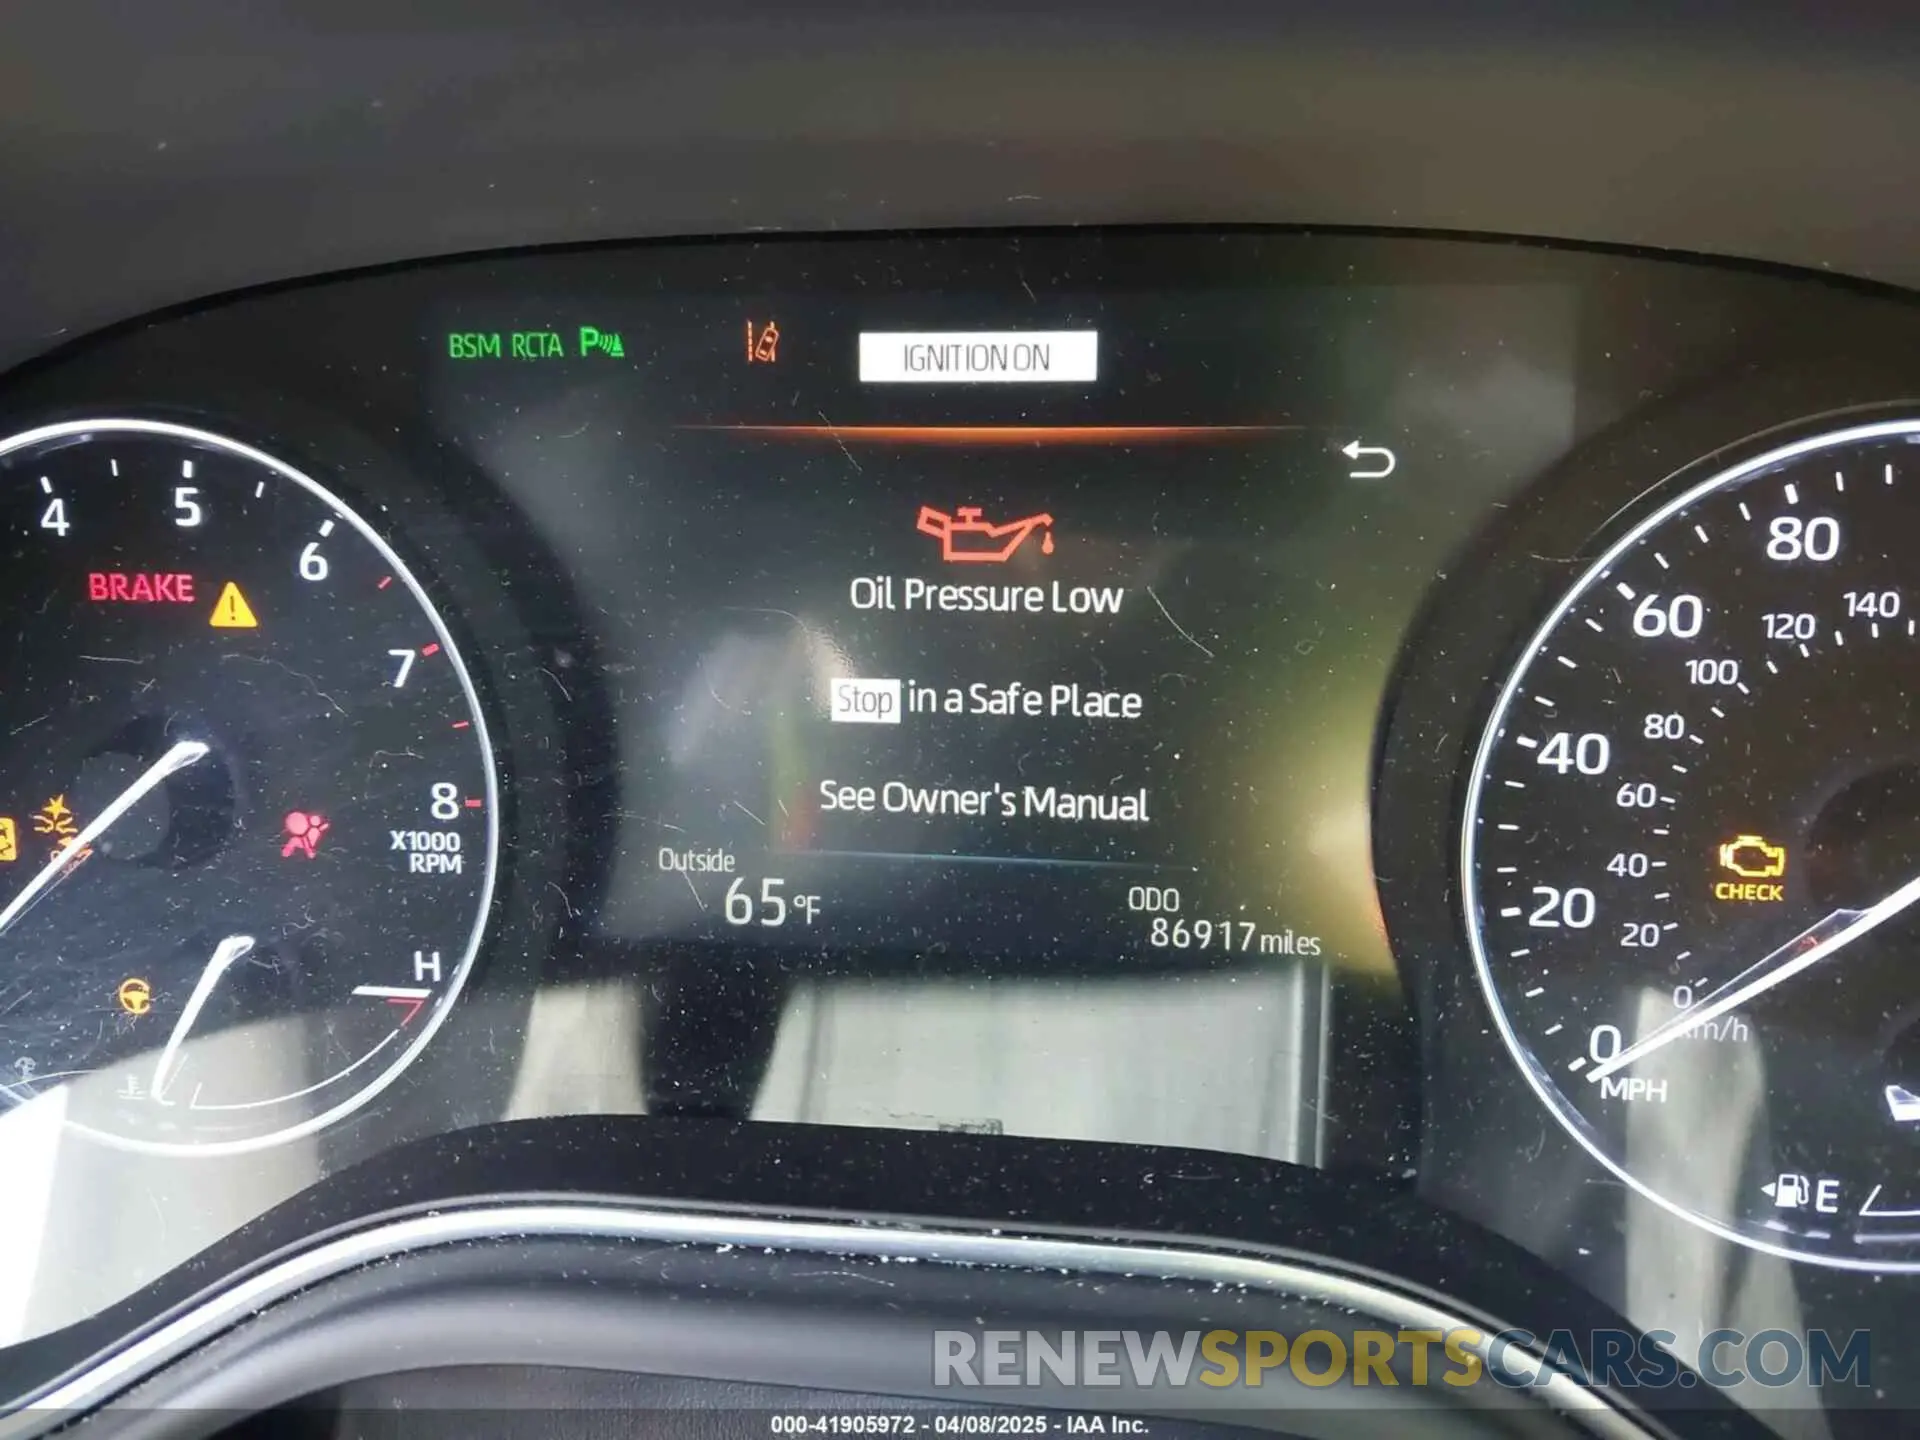 BSM RCTA P
IGNITION ON
4 5 6 7 8
X1000
RPM
BRAKE
H
Oil Pressure Low
Stop in a Safe Place
See Owner's Manual
Outside
65°F
ODO
86917 miles
80
60
40
20
0
MPH
140
120
100
80
60
40
20
0
km/h
CHECK
E
RENEWSPORTSCARS.COM
000-41905972 - 04/08/2025 - IAA Inc.